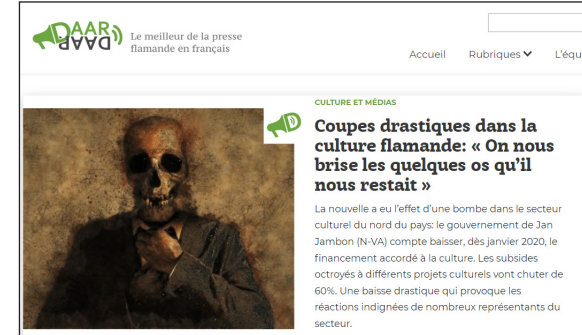 DAAR
DAAR
Le meilleur de la presse
flamande en français
Accueil Rubriques L'équ
CULTURE ET MÉDIAS
Coupes drastiques dans la
culture flamande: « On nous
brise les quelques os qu'il
nous restait »
La nouvelle a eu l'effet d'une bombe dans le secteur
culturel du nord du pays: le gouvernement de Jan
Jambon (N-VA) compte baisser, dès janvier 2020, le
financement accordé à la culture. Les subsides
octroyés à différents projets culturels vont chuter de
60%. Une baisse drastique qui provoque les
réactions indignées de nombreux représentants du
secteur.